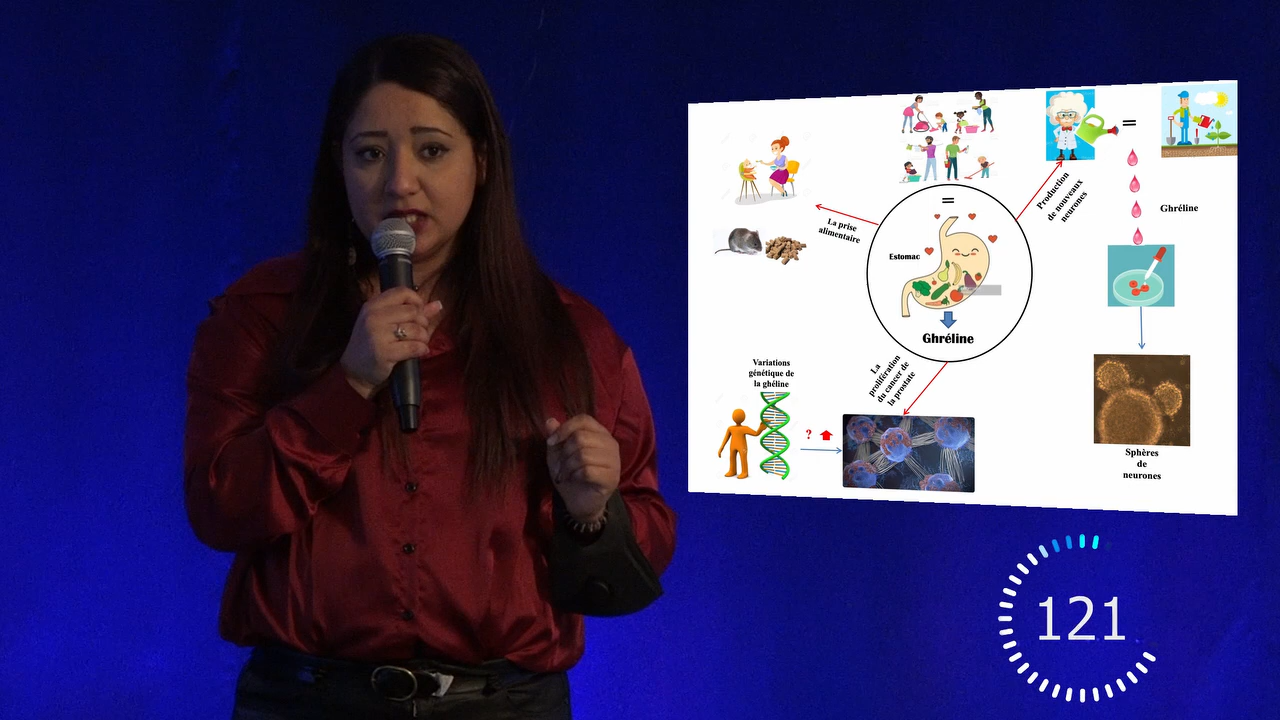 =
Production
de nouveaux
neurones
Ghréline
La prise
alimentaire
=
Estomac
Ghréline
La
prolifération
du cancer de
la prostate
Variations
génétique de
la ghéline
?
Sphères
de
neurones
121